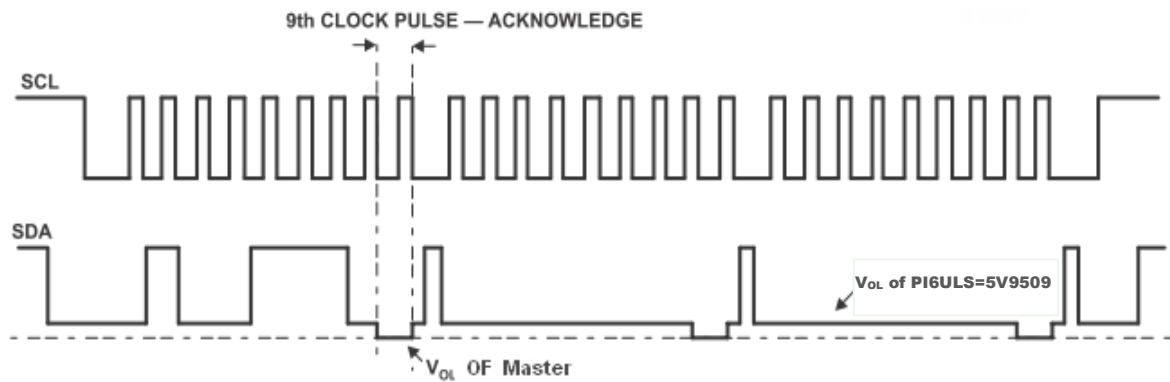 9th CLOCK PULSE — ACKNOWLEDGE
SCL
SDA
VOL of PI6ULS=5V9509
VOL OF Master